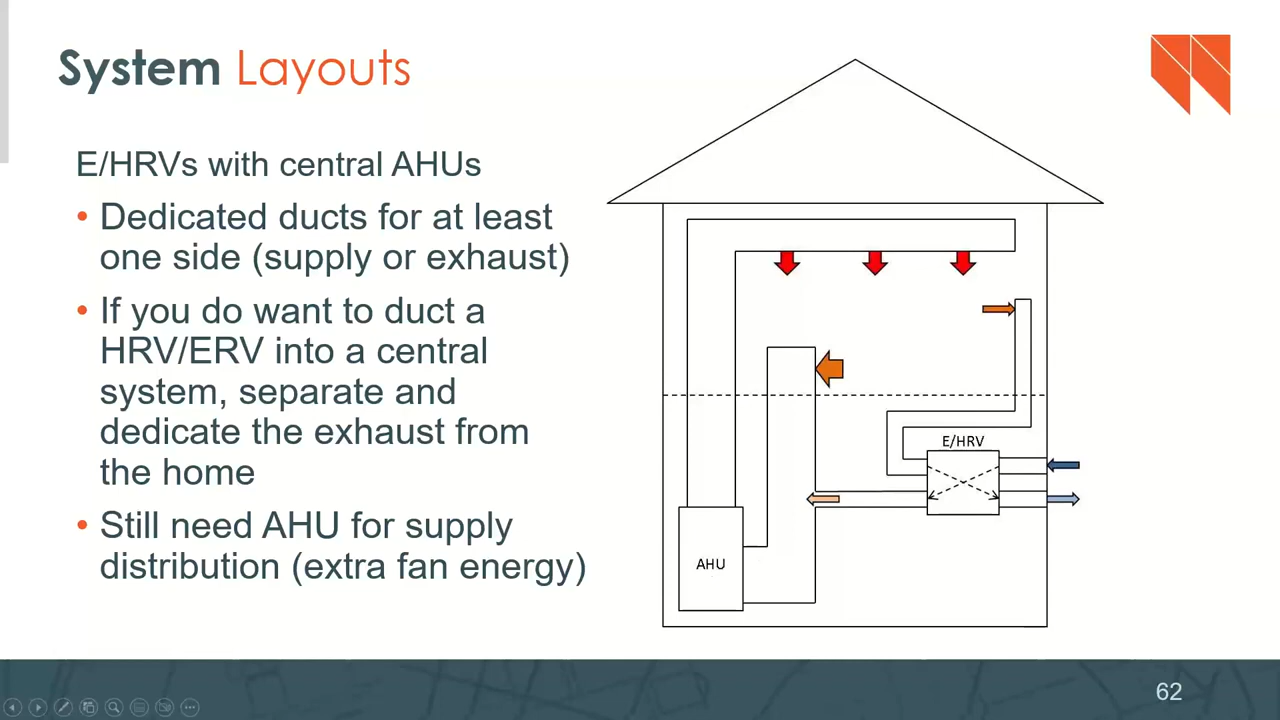 System Layouts
E/HRVs with central AHUs
• Dedicated ducts for at least
one side (supply or exhaust)
• If you do want to duct a
HRV/ERV into a central
system, separate and
dedicate the exhaust from
the home
• Still need AHU for supply
distribution (extra fan energy)
E/HRV
AHU
62